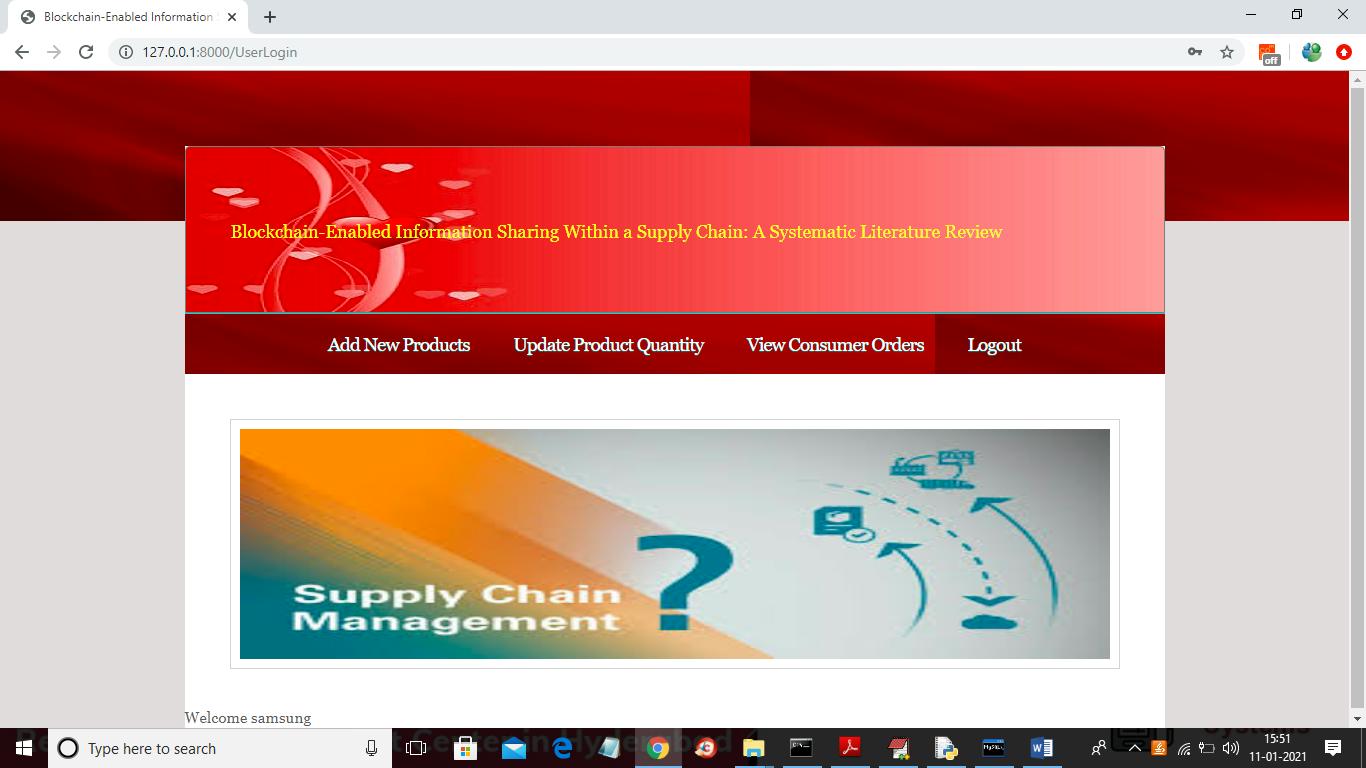 Blockchain-Enabled Information
127.0.0.1:8000/UserLogin
off
Blockchain-Enabled Information Sharing Within a Supply Chain: A Systematic Literature Review
Add New Products Update Product Quantity View Consumer Orders Logout
Supply Chain
Management
?
Welcome samsung
Type here to search
15:51
11-01-2021